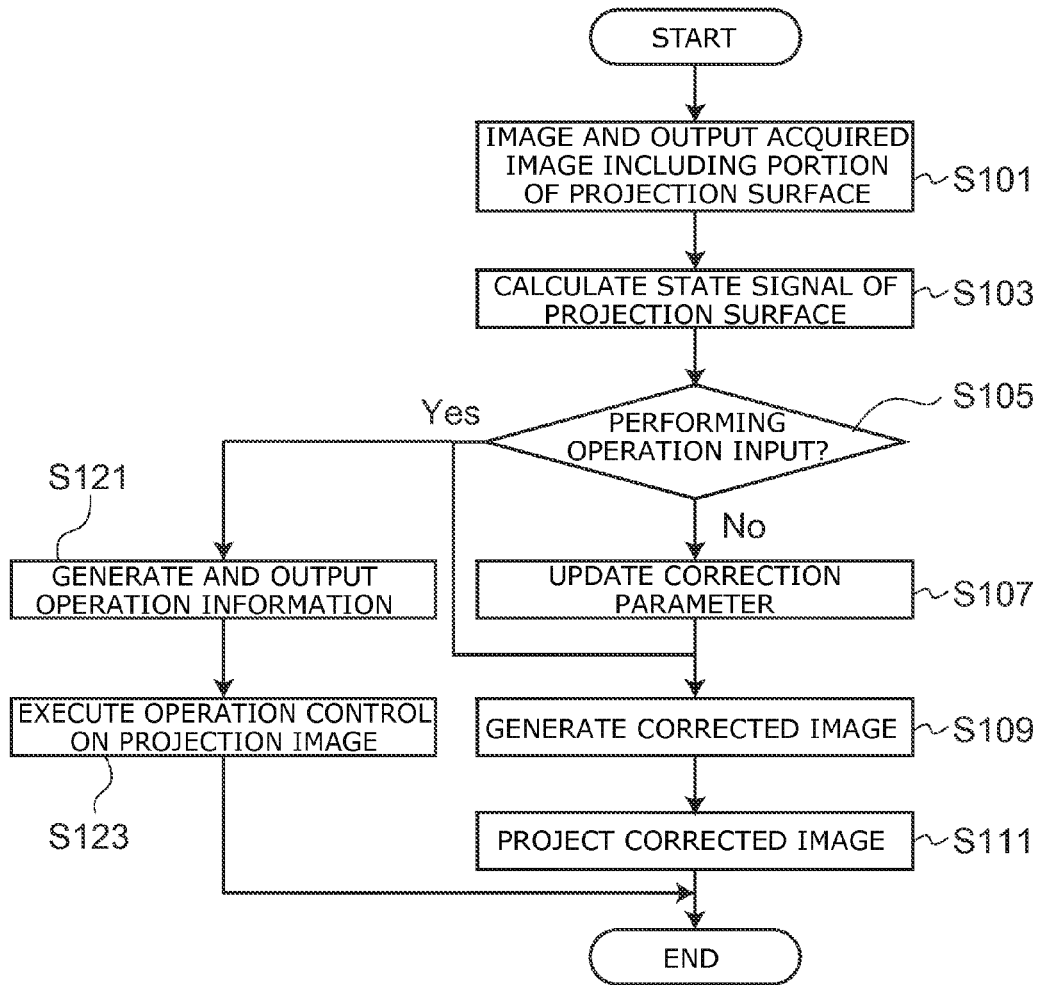 START
IMAGE AND OUTPUT ACQUIRED
IMAGE INCLUDING PORTION
OF PROJECTION SURFACE
S101
CALCULATE STATE SIGNAL OF
PROJECTION SURFACE
S103
S105
Yes
PERFORMING
OPERATION INPUT?
No
S121
GENERATE AND OUTPUT
OPERATION INFORMATION
UPDATE CORRECTION
PARAMETER
S107
EXECUTE OPERATION CONTROL
ON PROJECTION IMAGE
S123
GENERATE CORRECTED IMAGE
S109
PROJECT CORRECTED IMAGE
S111
END